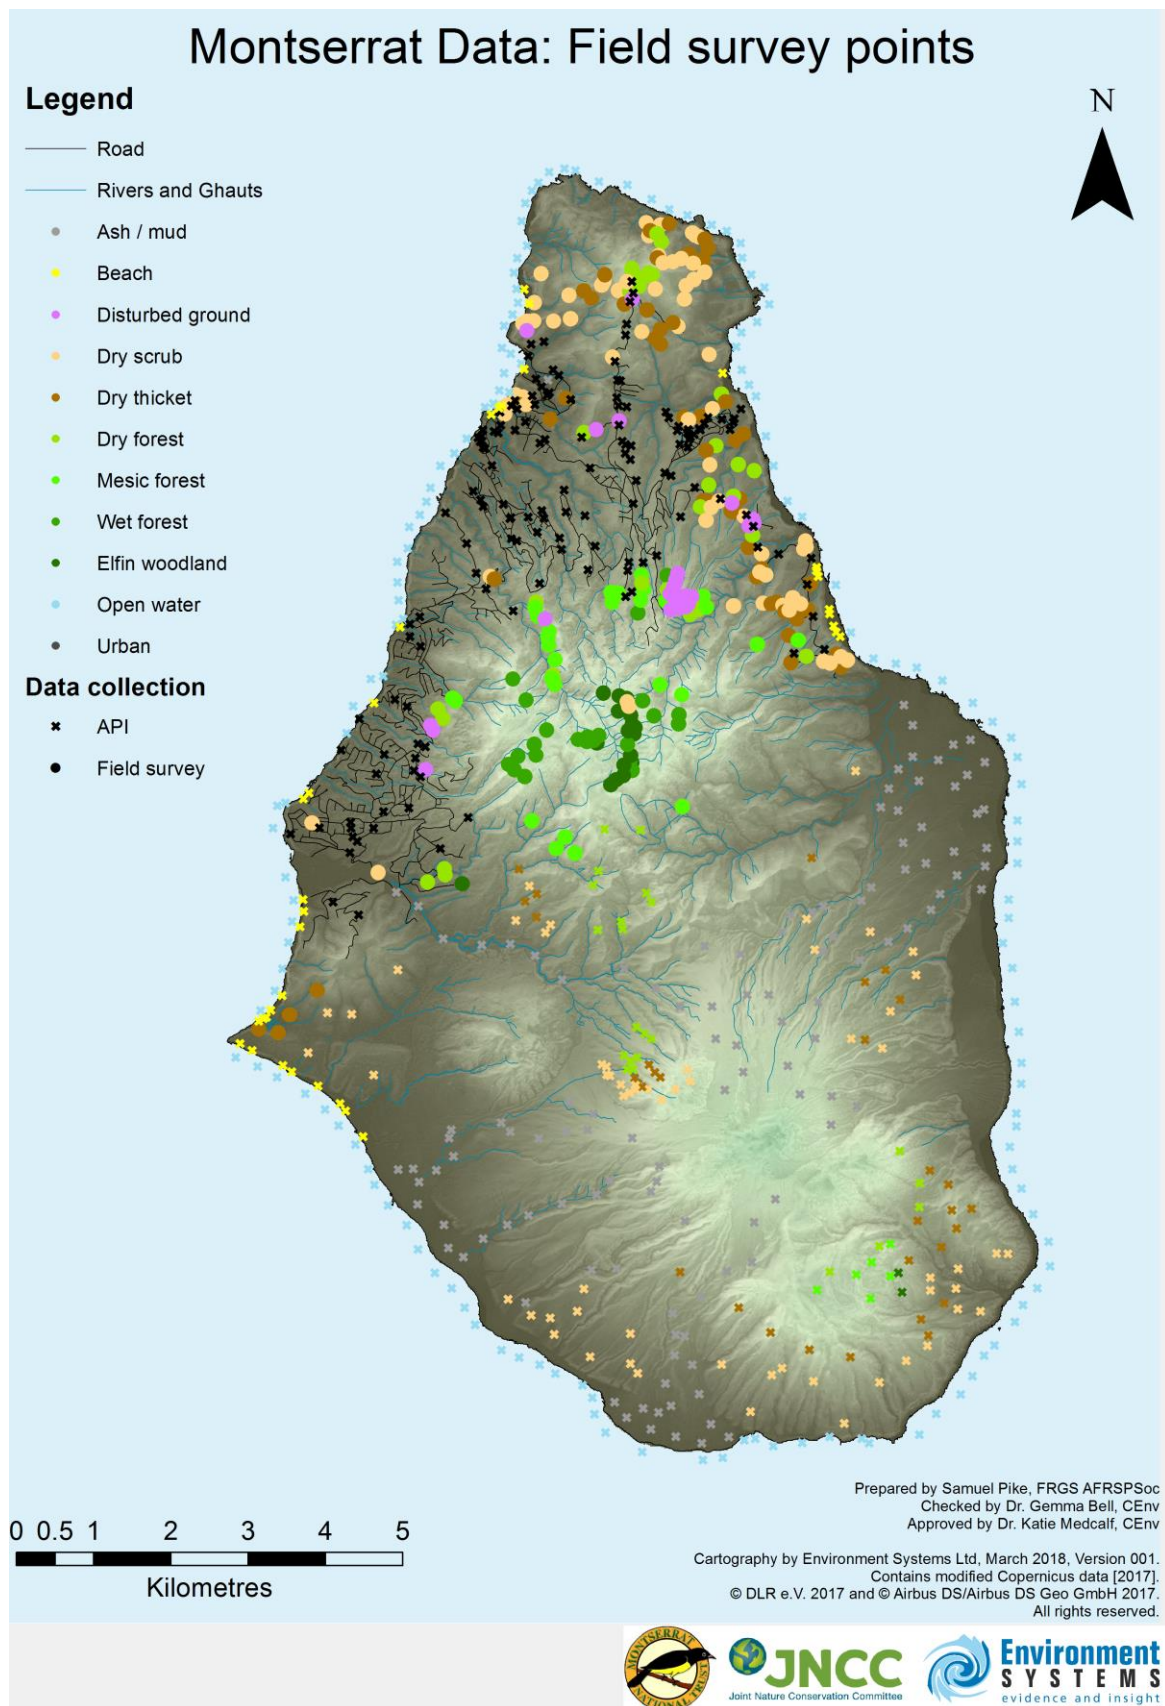 Montserrat Data: Field survey points
Legend
Road
Rivers and Ghauts
Ash / mud
Beach
Disturbed ground
Dry scrub
Dry thicket
Dry forest
Mesic forest
Wet forest
Elfin woodland
Open water
Urban
Data collection
API
Field survey
N
Prepared by Samuel Pike, FRGS AFRSPSoc
Checked by Dr. Gemma Bell, CEnv
Approved by Dr. Katie Medcalf, CEnv
0 0.5 1 2 3 4 5
Kilometres
Cartography by Environment Systems Ltd, March 2018, Version 001.
Contains modified Copernicus data [2017].
© DLR e.V. 2017 and © Airbus DS/Airbus DS Geo GmbH 2017.
All rights reserved.
MONTSERRAT
NATIONAL TRUST
JNCC
Joint Nature Conservation Committee
Environment
SYSTEMS
evidence and insight